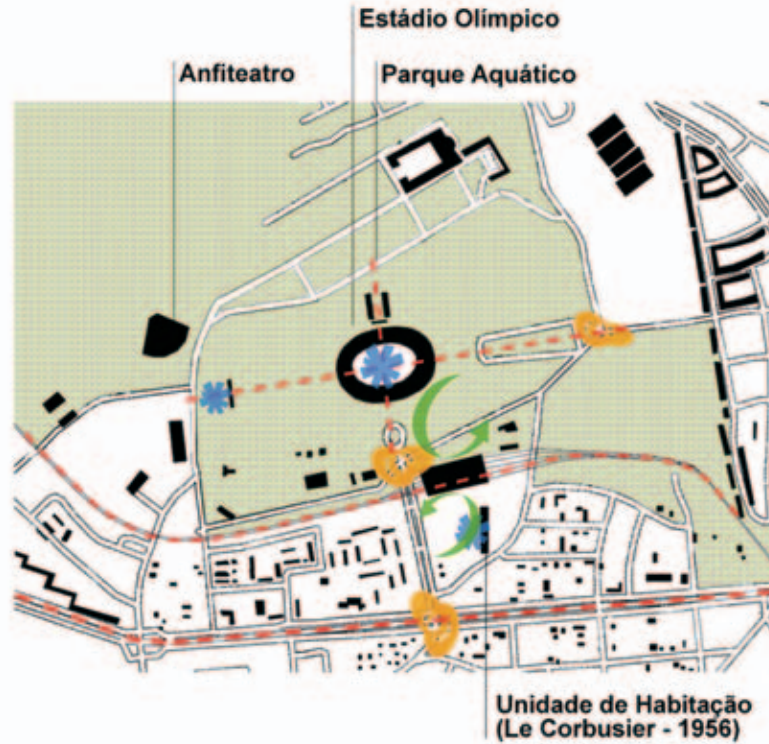 Estádio Olímpico
Anfiteatro
Parque Aquático
Unidade de Habitação
(Le Corbusier - 1956)